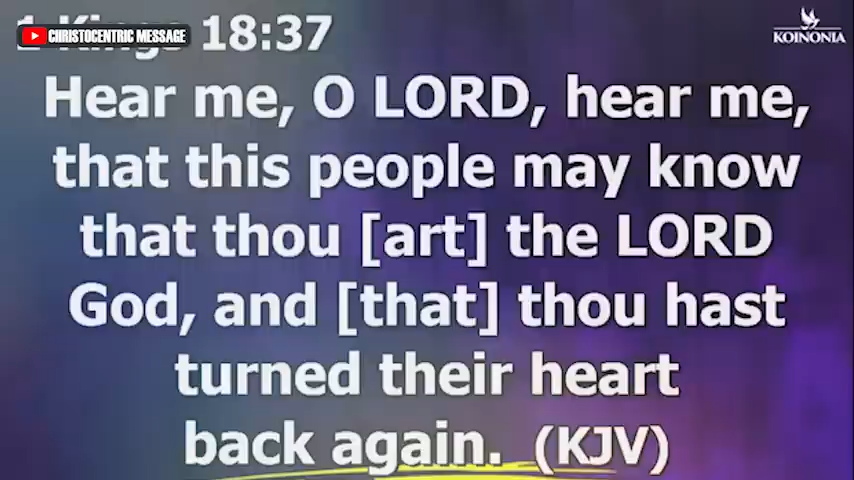 1 Kings 18:37
CHRISTOCENTRIC MESSAGE
KOINONIA
Hear me, O LORD, hear me,
that this people may know
that thou [art] the LORD
God, and [that] thou hast
turned their heart
back again. (KJV)